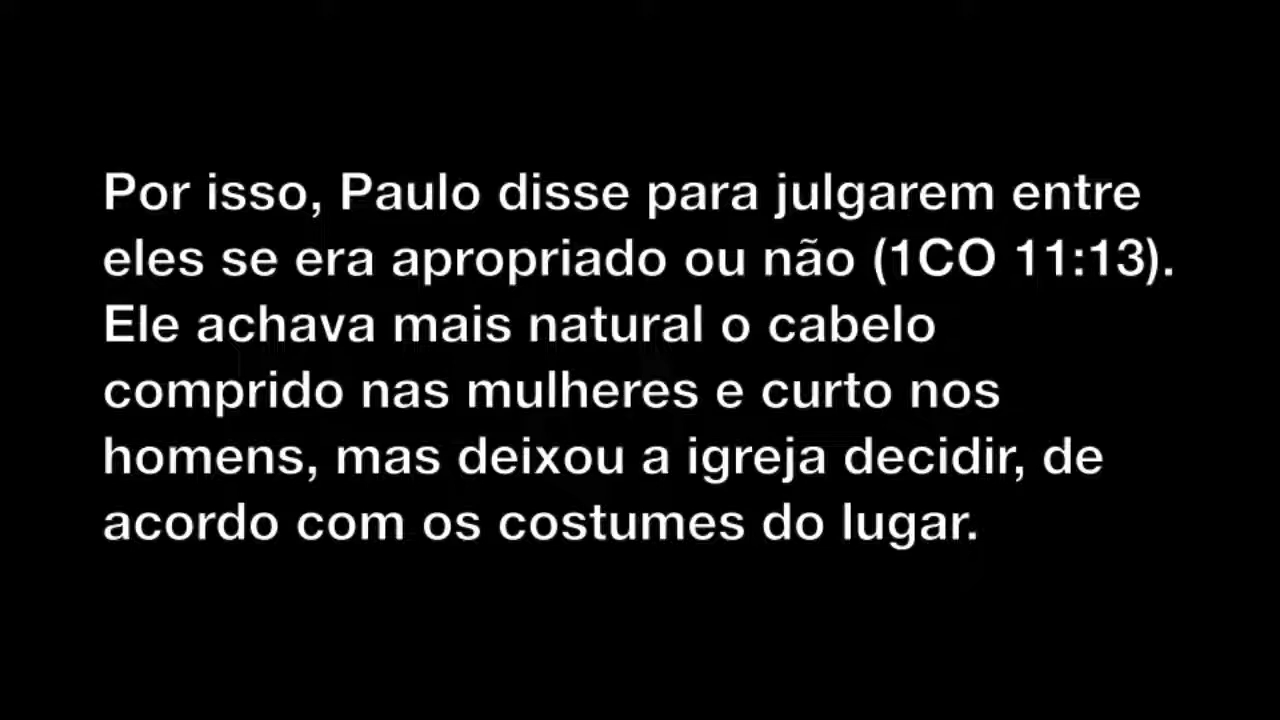 Por isso, Paulo disse para julgarem entre
eles se era apropriado ou não (1CO 11:13).
Ele achava mais natural o cabelo
comprido nas mulheres e curto nos
homens, mas deixou a igreja decidir, de
acordo com os costumes do lugar.